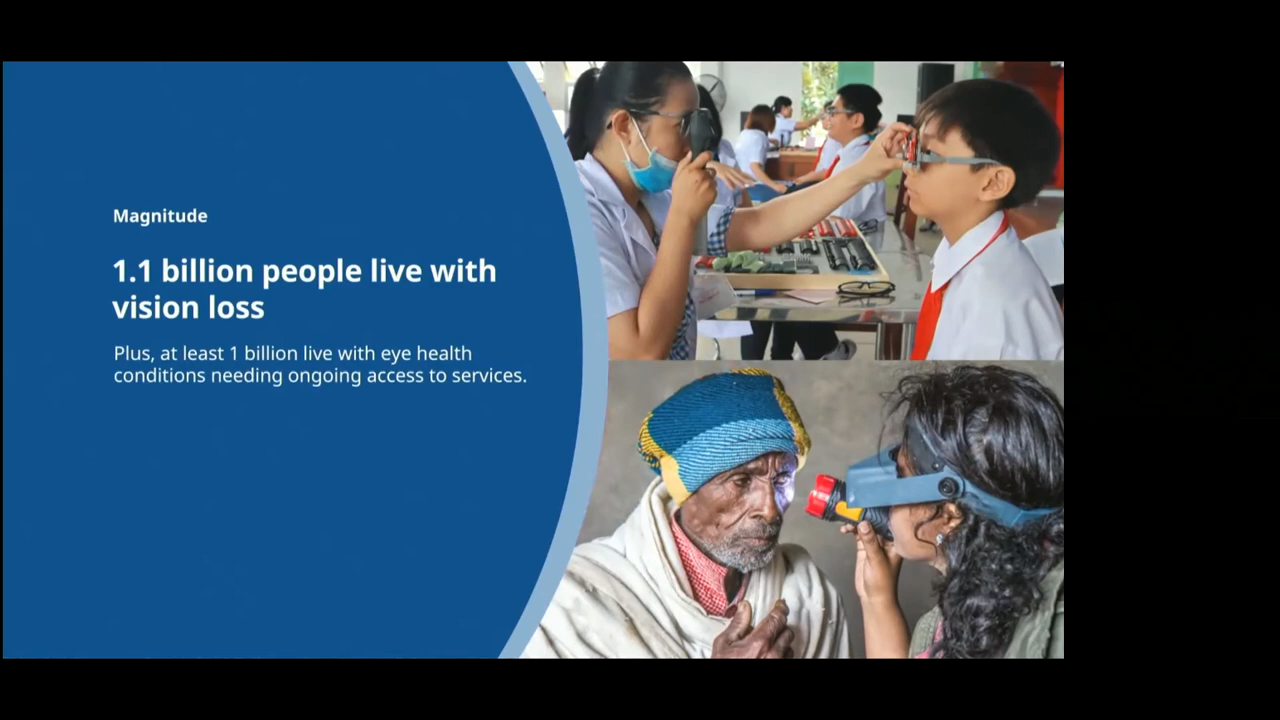 Magnitude
1.1 billion people live with
vision loss
Plus, at least 1 billion live with eye health
conditions needing ongoing access to services.